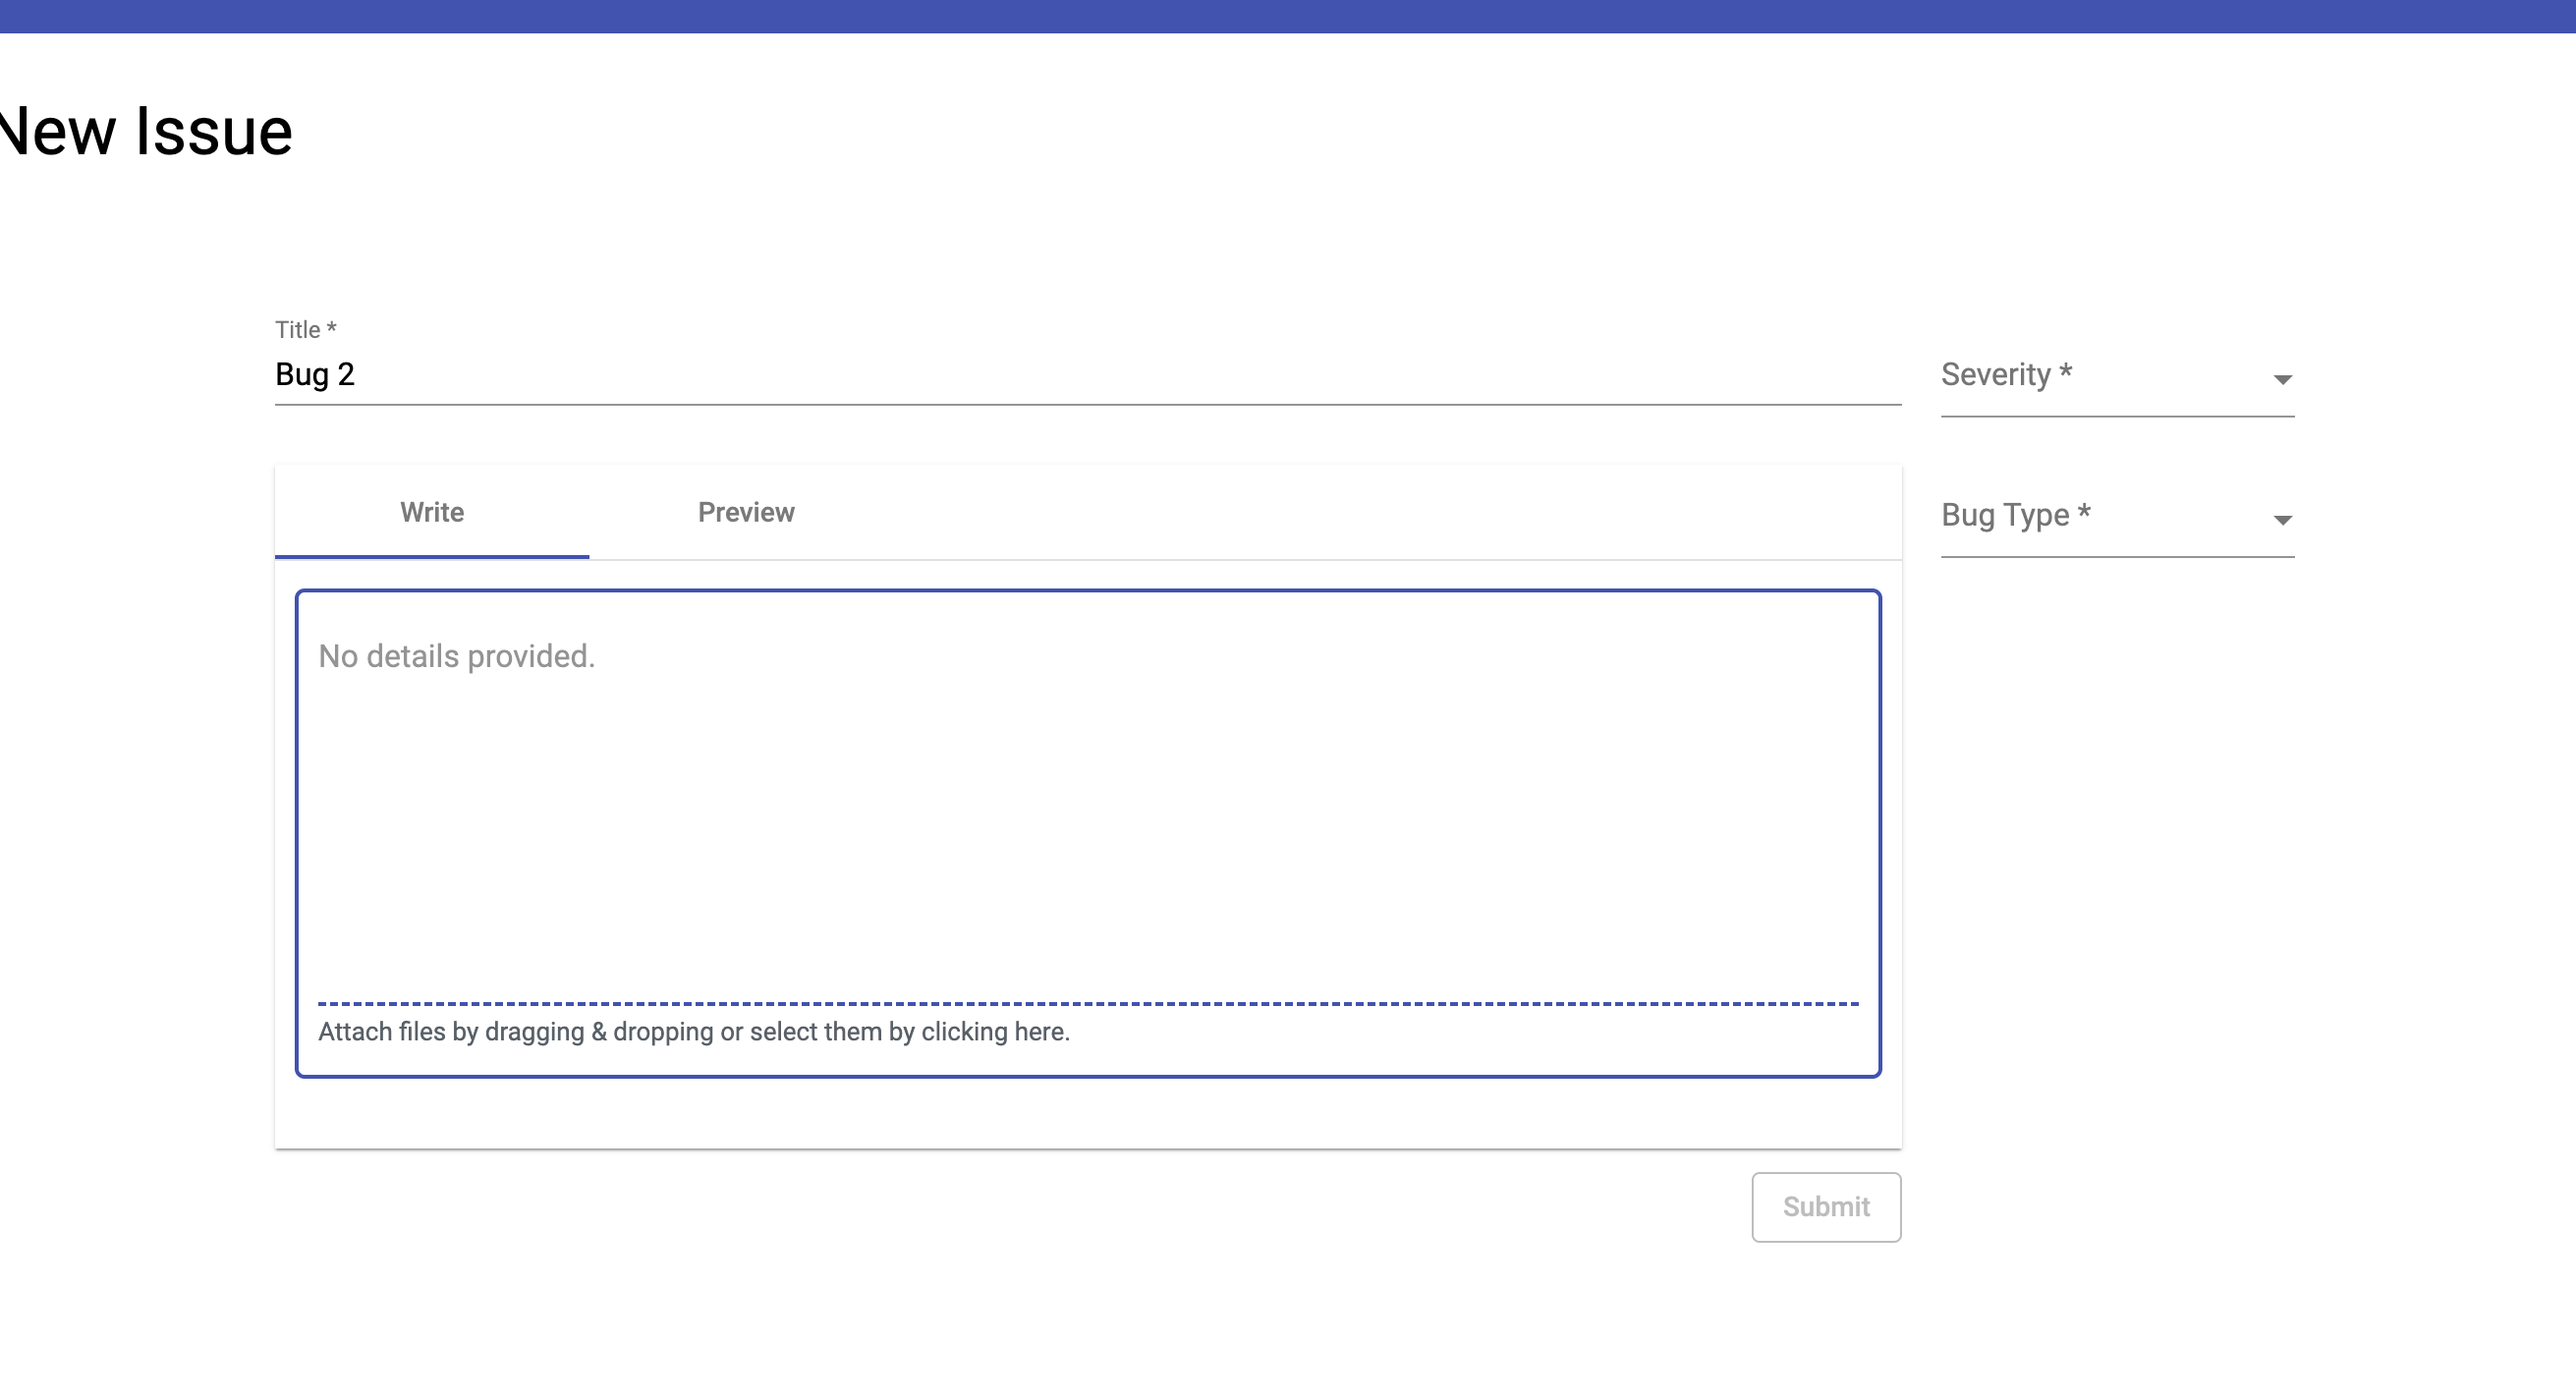 New Issue
Title *
Bug 2
Severity *
Write
Preview
Bug Type *
No details provided.
Attach files by dragging & dropping or select them by clicking here.
Submit